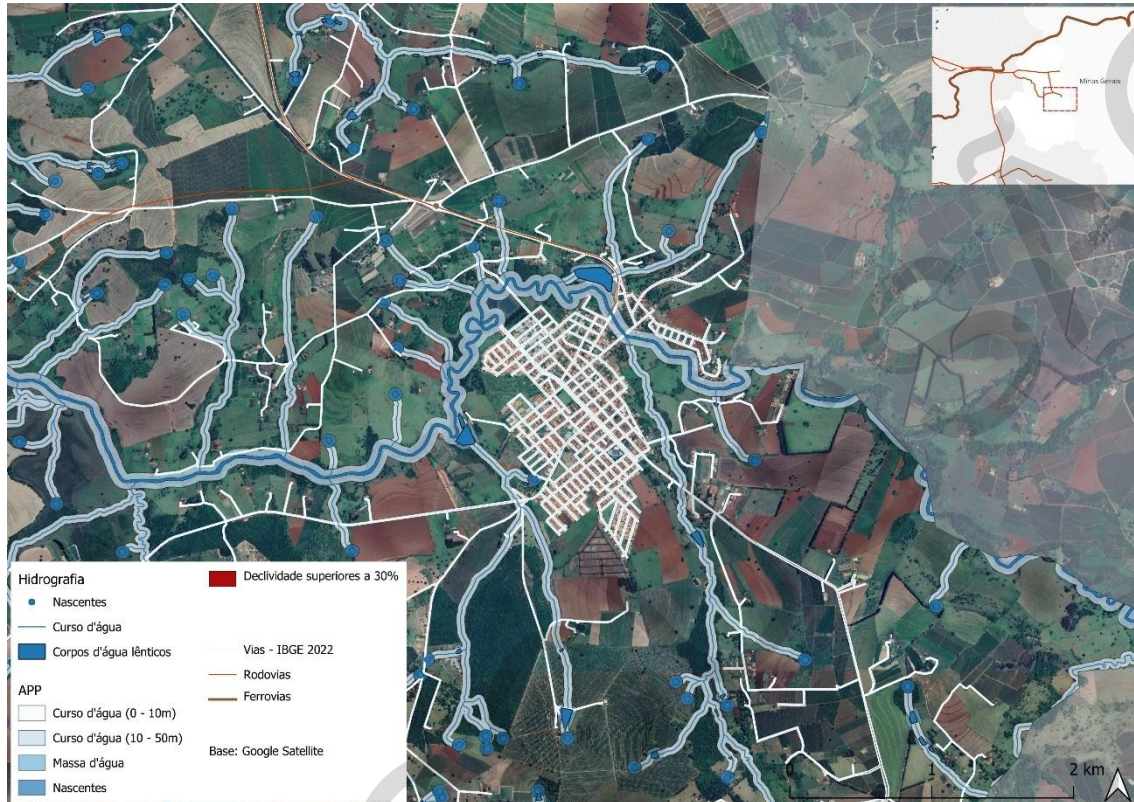 Minas Gerais
Hidrografia
Nascentes
Curso d'água
Corpos d'água lênticos
APP
Curso d'água (0 - 10m)
Curso d'água (10 - 50m)
Massa d'água
Nascentes
Declividade superiores a 30%
Vias - IBGE 2022
Rodovias
Ferrovias
Base: Google Satellite
0 1 2 km